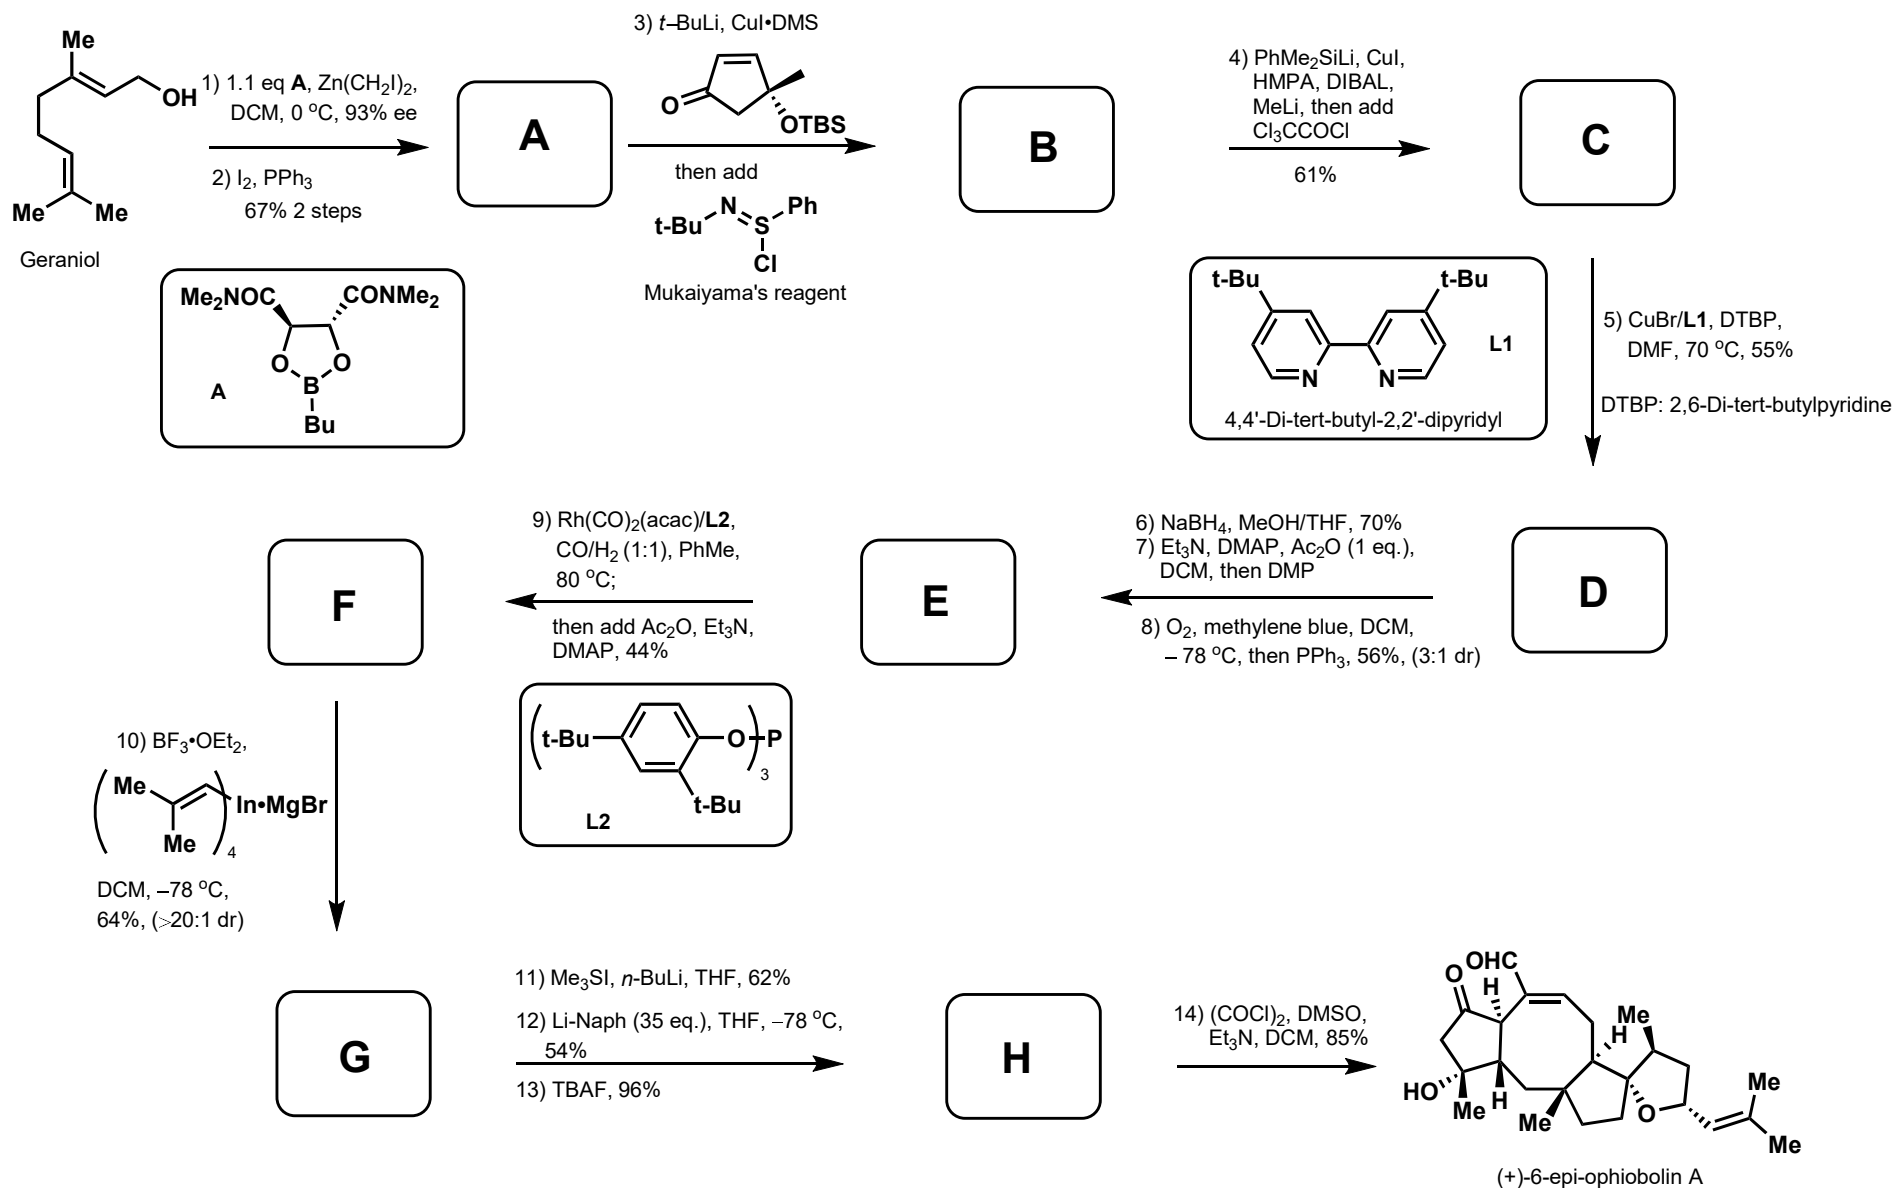 Me
OH
Me
Me
Geraniol
1) 1.1 eq A, Zn(CH2I)2,
DCM, 0 oC, 93% ee
2) I2, PPh3
67% 2 steps
Me2NOC
CONMe2
O
O
B
Bu
A
A
3) t–BuLi, CuI•DMS
O
OTBS
then add
t-Bu
N
S
Ph
Cl
Mukaiyama's reagent
B
4) PhMe2SiLi, CuI,
HMPA, DIBAL,
MeLi, then add
Cl3CCOCl
61%
C
t-Bu
t-Bu
N
N
L1
4,4'-Di-tert-butyl-2,2'-dipyridyl
5) CuBr/L1, DTBP,
DMF, 70 oC, 55%
DTBP: 2,6-Di-tert-butylpyridine
D
6) NaBH4, MeOH/THF, 70%
7) Et3N, DMAP, Ac2O (1 eq.),
DCM, then DMP
8) O2, methylene blue, DCM,
– 78 oC, then PPh3, 56%, (3:1 dr)
E
9) Rh(CO)2(acac)/L2,
CO/H2 (1:1), PhMe,
80 oC;
then add Ac2O, Et3N,
DMAP, 44%
t-Bu
O
P
3
t-Bu
L2
F
10) BF3•OEt2,
Me
Me
In•MgBr
4
DCM, –78 oC,
64%, (>20:1 dr)
G
11) Me3SI, n-BuLi, THF, 62%
12) Li-Naph (35 eq.), THF, –78 oC,
54%
13) TBAF, 96%
H
14) (COCl)2, DMSO,
Et3N, DCM, 85%
O
OHC
H
Me
H
HO
Me
H
Me
O
Me
Me
(+)-6-epi-ophiobolin A